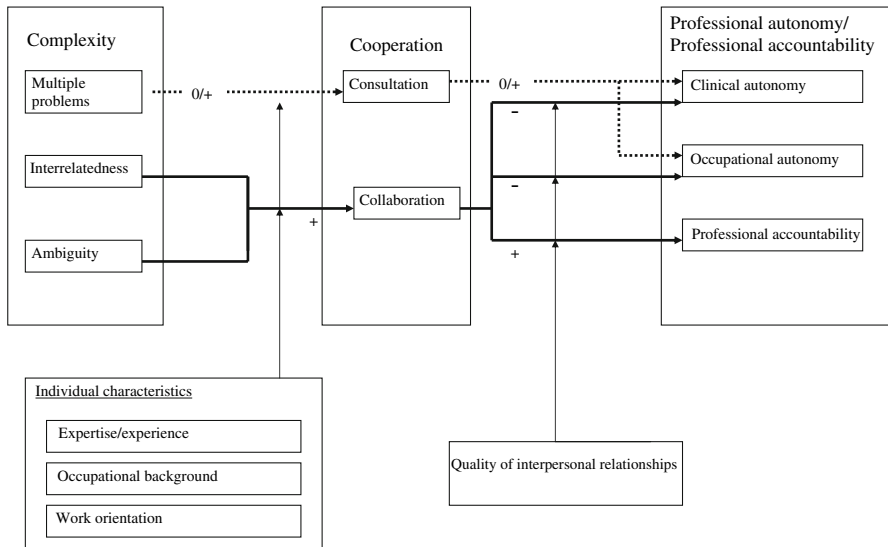 Complexity
Multiple
problems
Interrelatedness
Ambiguity
0/+
+
Cooperation
Consultation
Collaboration
0/+
-
-
+
Professional autonomy/
Professional accountability
Clinical autonomy
Occupational autonomy
Professional accountability
Individual characteristics
Expertise/experience
Occupational background
Work orientation
Quality of interpersonal relationships